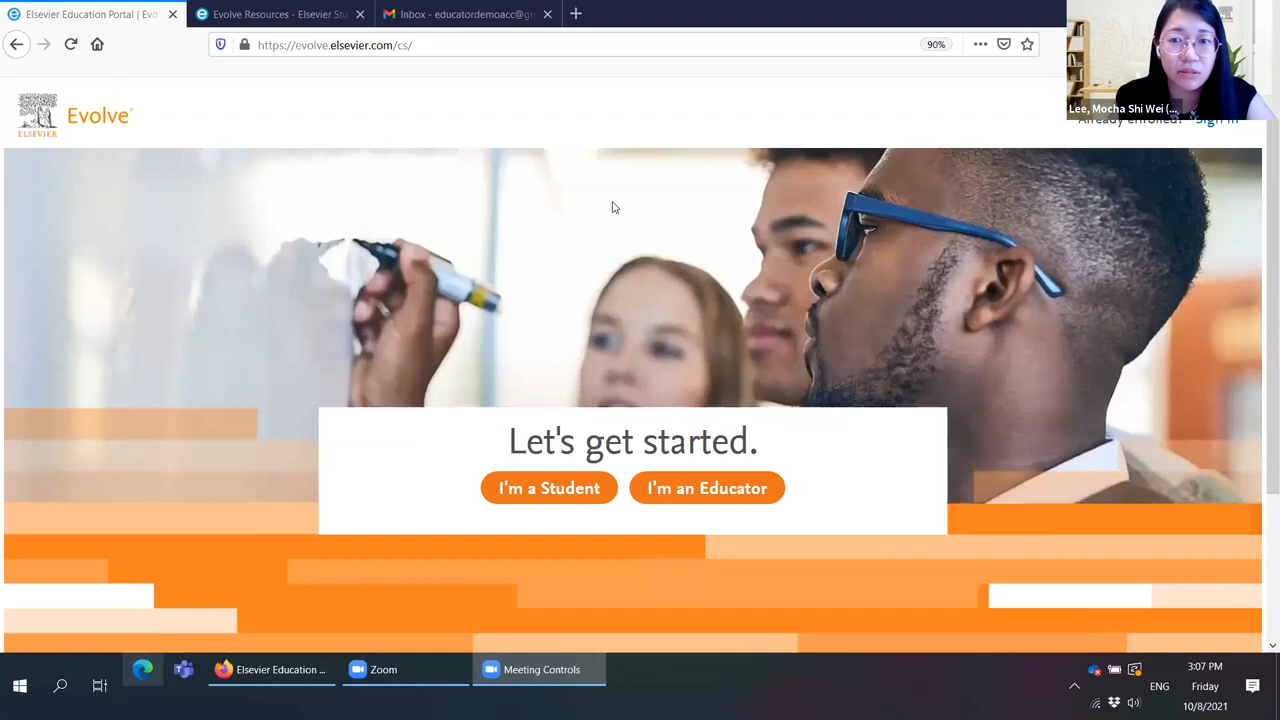 Elsevier Education Portal | Evo
Evolve Resources - Elsevier Stu
Inbox - educatordemoacc@g
https://evolve.elsevier.com/cs/
90%
Lee, Mocha Shi Wei (...
ELSEVIER
Evolve
Already enrolled? Sign in
Let's get started.
I'm a Student
I'm an Educator
Elsevier Education ...
Zoom
Meeting Controls
3:07 PM
ENG
Friday
10/8/2021